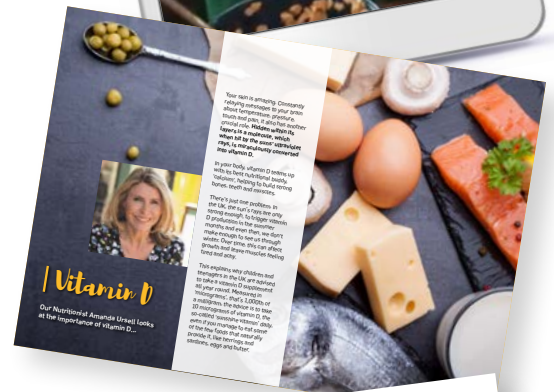 | Vitamin D
Our Nutritionist Amanda Ursell looks
at the importance of vitamin D...
Your skin is amazing. Constantly
relaying messages to your brain
about temperature, pressure,
touch and pain, it also has another
crucial role. Hidden within its
layers is a molecule, which
when hit by the suns' ultraviolet
rays, is miraculously converted
into vitamin D.
In your body, vitamin D teams up
with its best nutritional buddy,
'calcium', helping to build strong
bones, teeth and muscles.
There's just one problem. In
the UK, the sun's rays are only
strong enough, to trigger vitamin
D production in the summer
months and even then, we don't
make enough to see us through
winter. Over time, this can affect
growth and leave muscles feeling
tired and achy.
This explains why children and
teenagers in the UK are advised
to take a vitamin D supplement
all year round. Measured in
'micrograms', that's 1,000ths of
a milligram, the advice is to take
10 micrograms of vitamin D, the
so-called 'sunshine vitamin' daily,
even if you manage to eat some
of the few foods that naturally
provide it, like herrings and
sardines, eggs and butter.